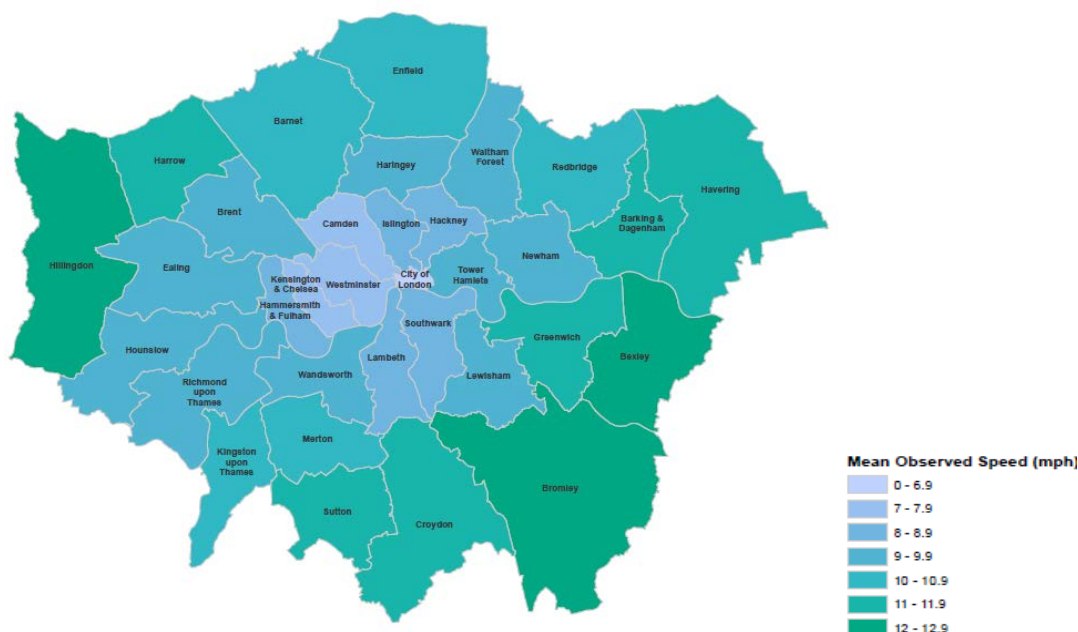 Enfield
Barnet
Harrow
Haringey
Waltham
Forest
Redbridge
Havering
Brent
Camden
Islington
Hackney
Barking &
Dagenham
Hillingdon
Ealing
Kensington
& Chelsea
Westminster
City of
London
Tower
Hamlets
Newham
Hammersmith
& Fulham
Southwark
Greenwich
Bexley
Hounslow
Lambeth
Richmond
upon
Thames
Wandsworth
Lewisham
Kingston
upon
Thames
Merton
Bromley
Sutton
Croydon
Mean Observed Speed (mph)
0 - 6.9
7 - 7.9
8 - 8.9
9 - 9.9
10 - 10.9
11 - 11.9
12 - 12.9